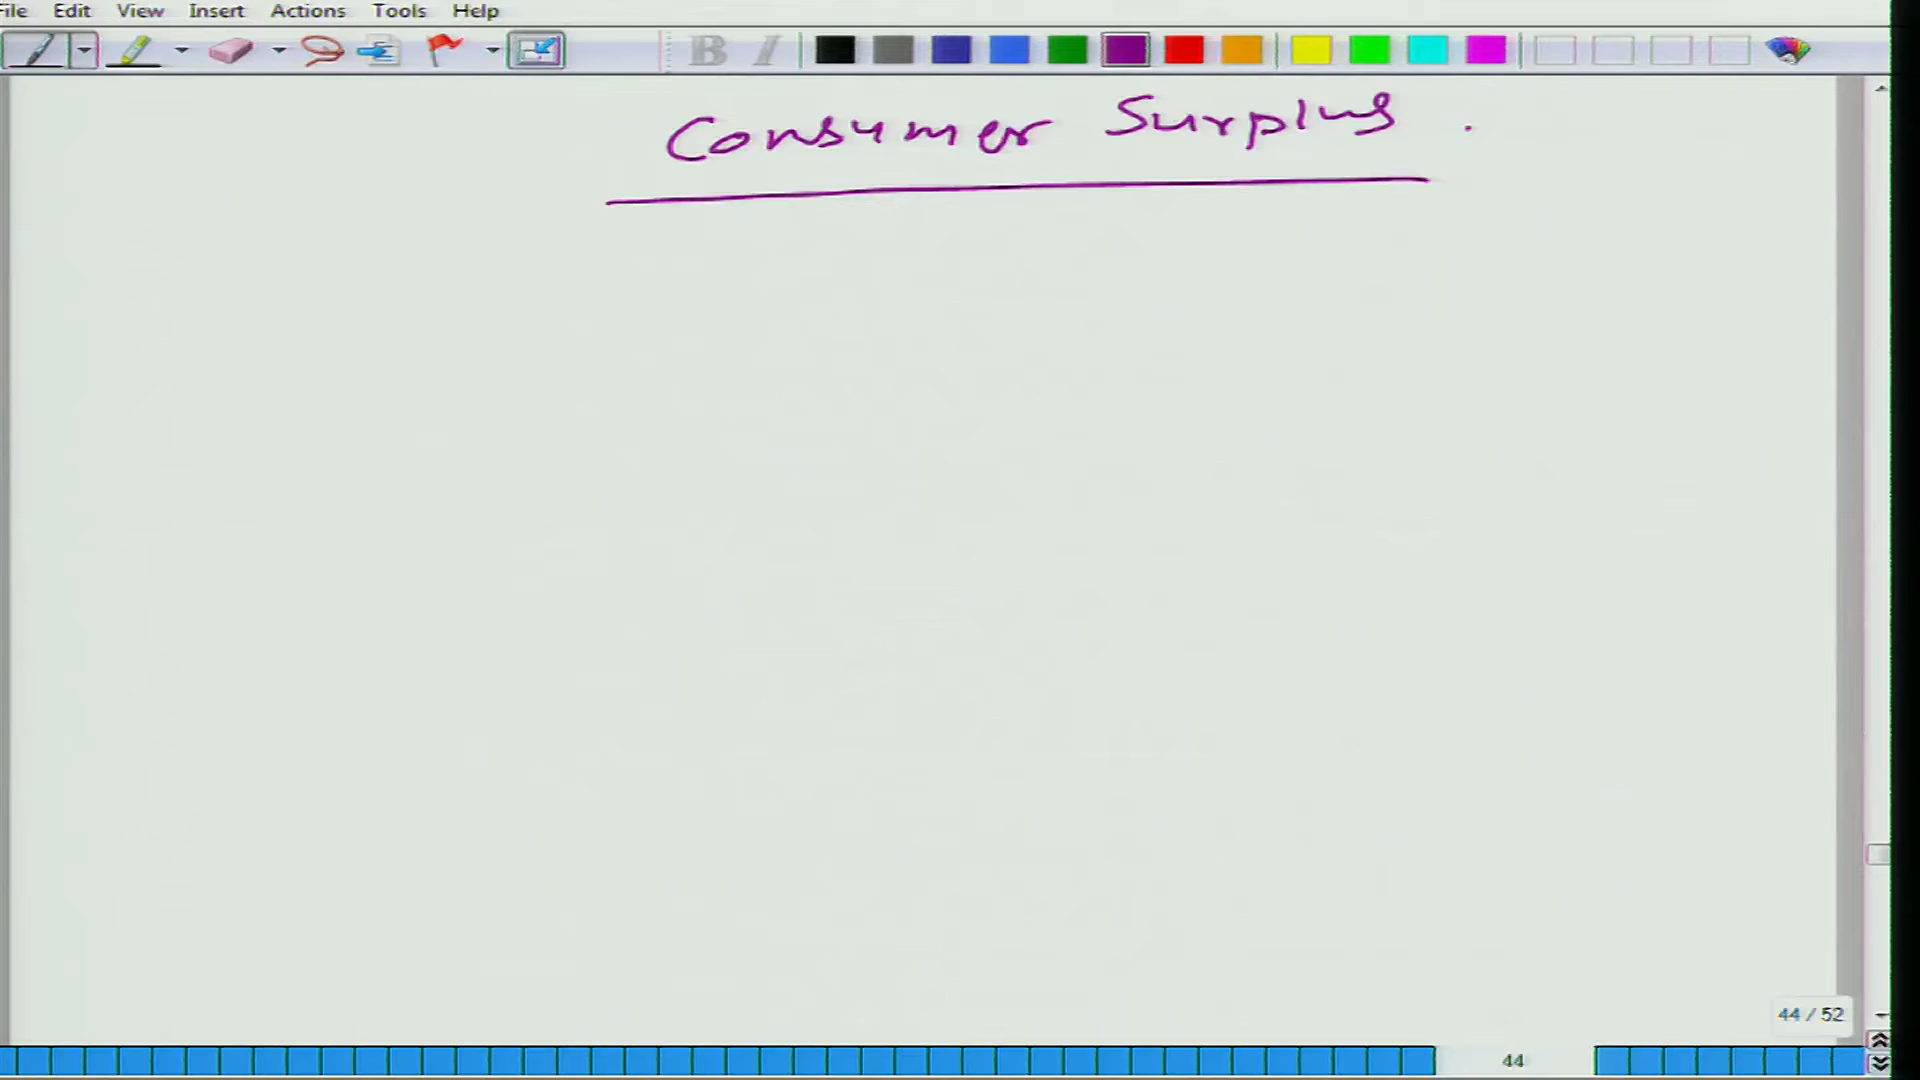 File Edit View Insert Actions Tools Help
B I
Consumer Surplus .
44 / 52
44